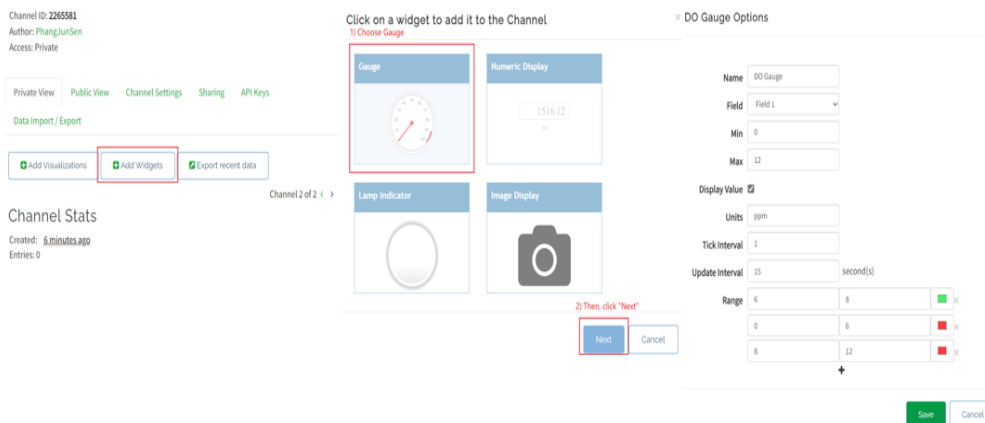 Channel ID: 2265581
Author: PhangJunSen
Access: Private
Private View Public View Channel Settings Sharing API Keys
Data Import / Export
Add Visualizations Add Widgets Export recent data
Channel 2 of 2 < >
Channel Stats
Created: 6 minutes ago
Entries: 0
Click on a widget to add it to the Channel
×
1) Choose Gauge
Gauge Numeric Display
1516.12
Lamp Indicator Image Display
2) Then, click "Next"
Next Cancel
DO Gauge Options
Name DO Gauge
Field Field 1
Min 0
Max 12
Display Value
Units ppm
Tick Interval 1
Update Interval 15 second(s)
Range 6 8 x
0 6 x
8 12 x
+
Save Cancel